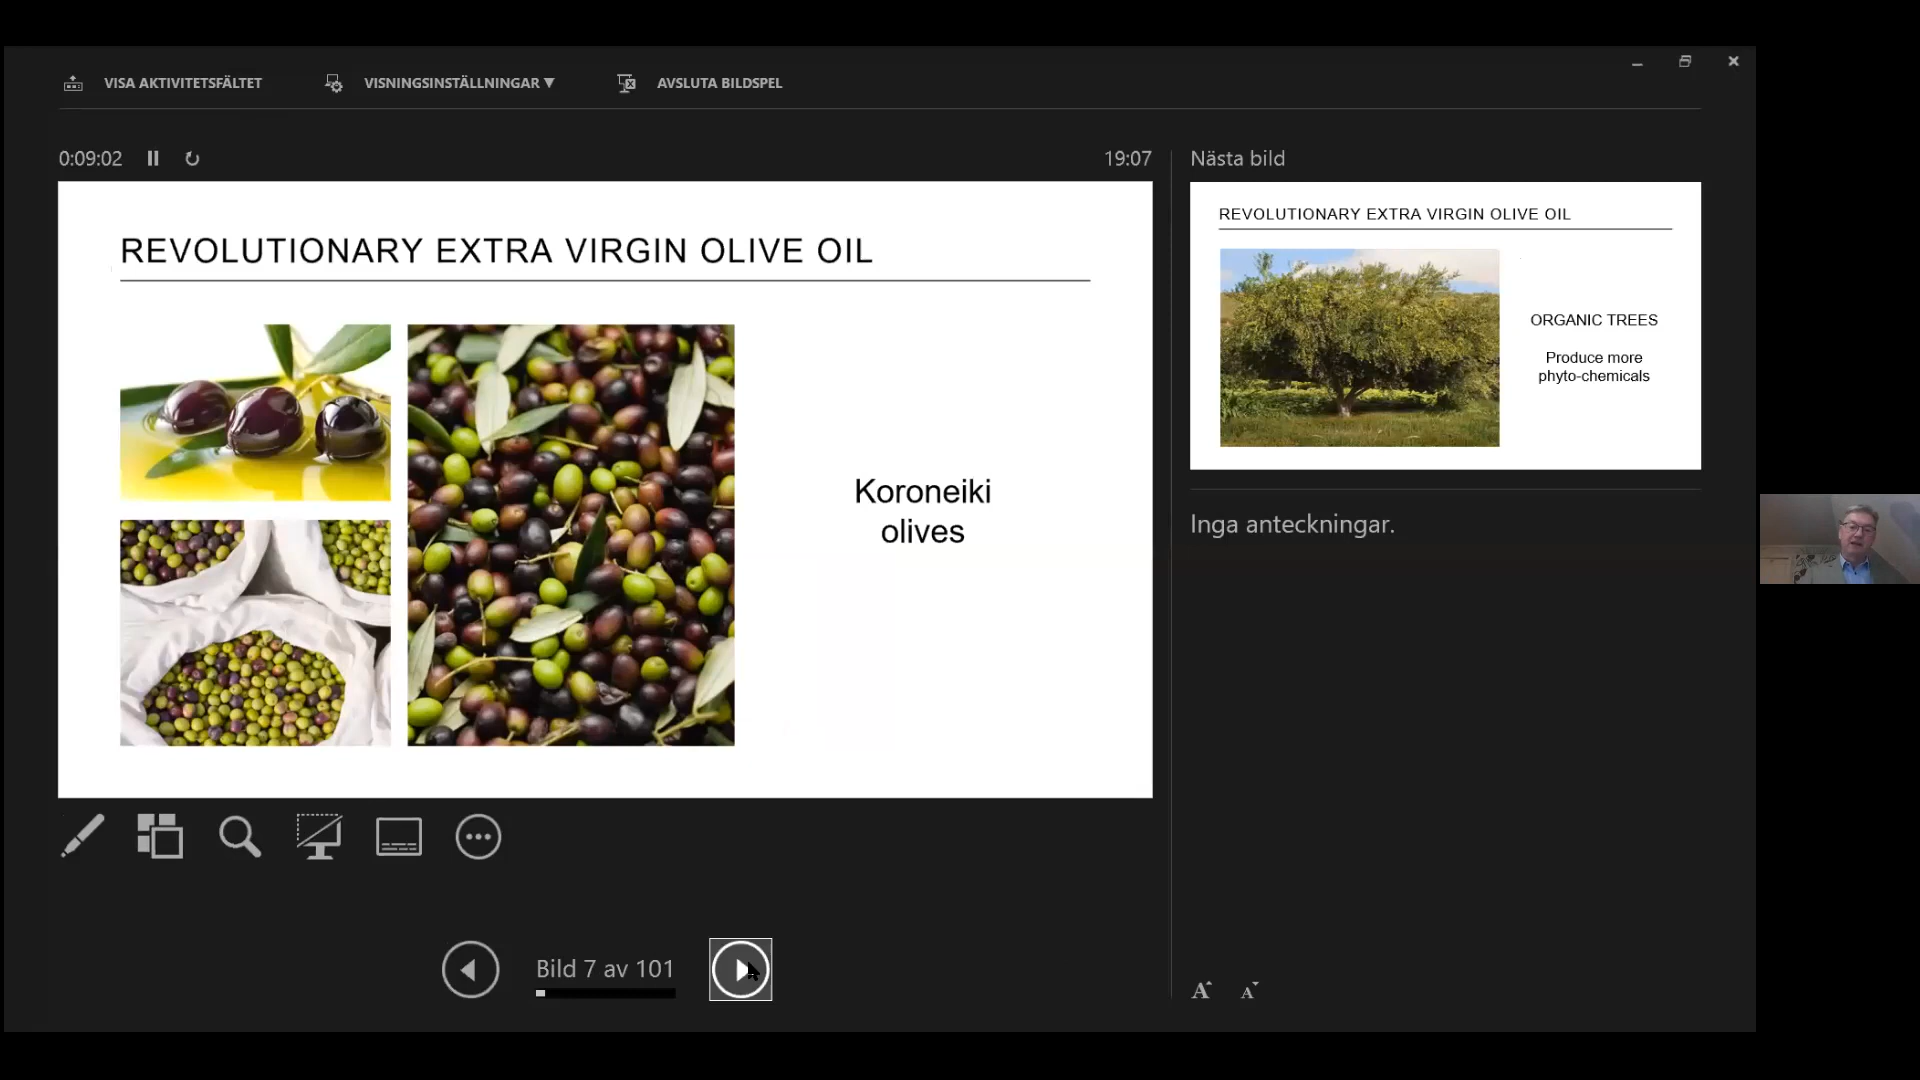 VISA AKTIVITETSFÄLTET
VISNINGSINSTÄLLNINGAR ▼
AVSLUTA BILDSPEL
0:09:02
19:07
REVOLUTIONARY EXTRA VIRGIN OLIVE OIL
Koroneiki
olives
Nästa bild
REVOLUTIONARY EXTRA VIRGIN OLIVE OIL
ORGANIC TREES
Produce more
phyto-chemicals
Inga anteckningar.
Bild 7 av 101
A A